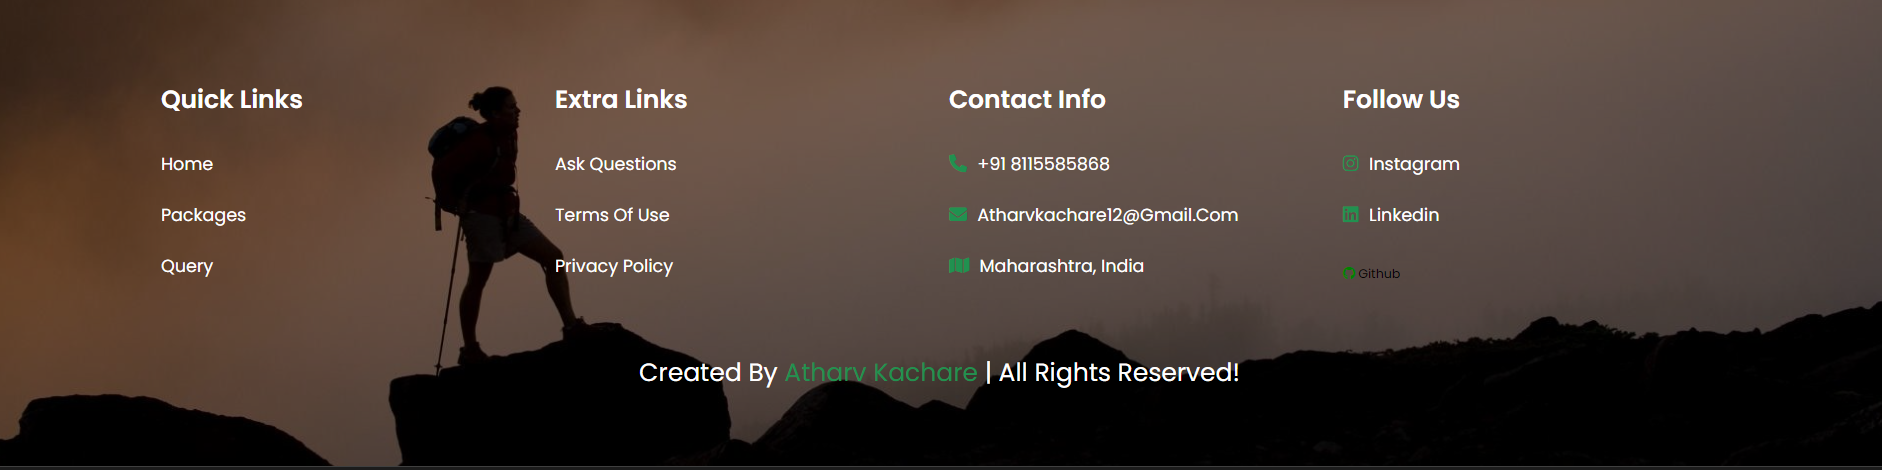 Quick Links
Home
Packages
Query
Extra Links
Ask Questions
Terms Of Use
Privacy Policy
Contact Info
+91 8115585868
Atharvkachare12@Gmail.Com
Maharashtra, India
Follow Us
Instagram
Linkedin
Github
Created By Atharv Kachare | All Rights Reserved!